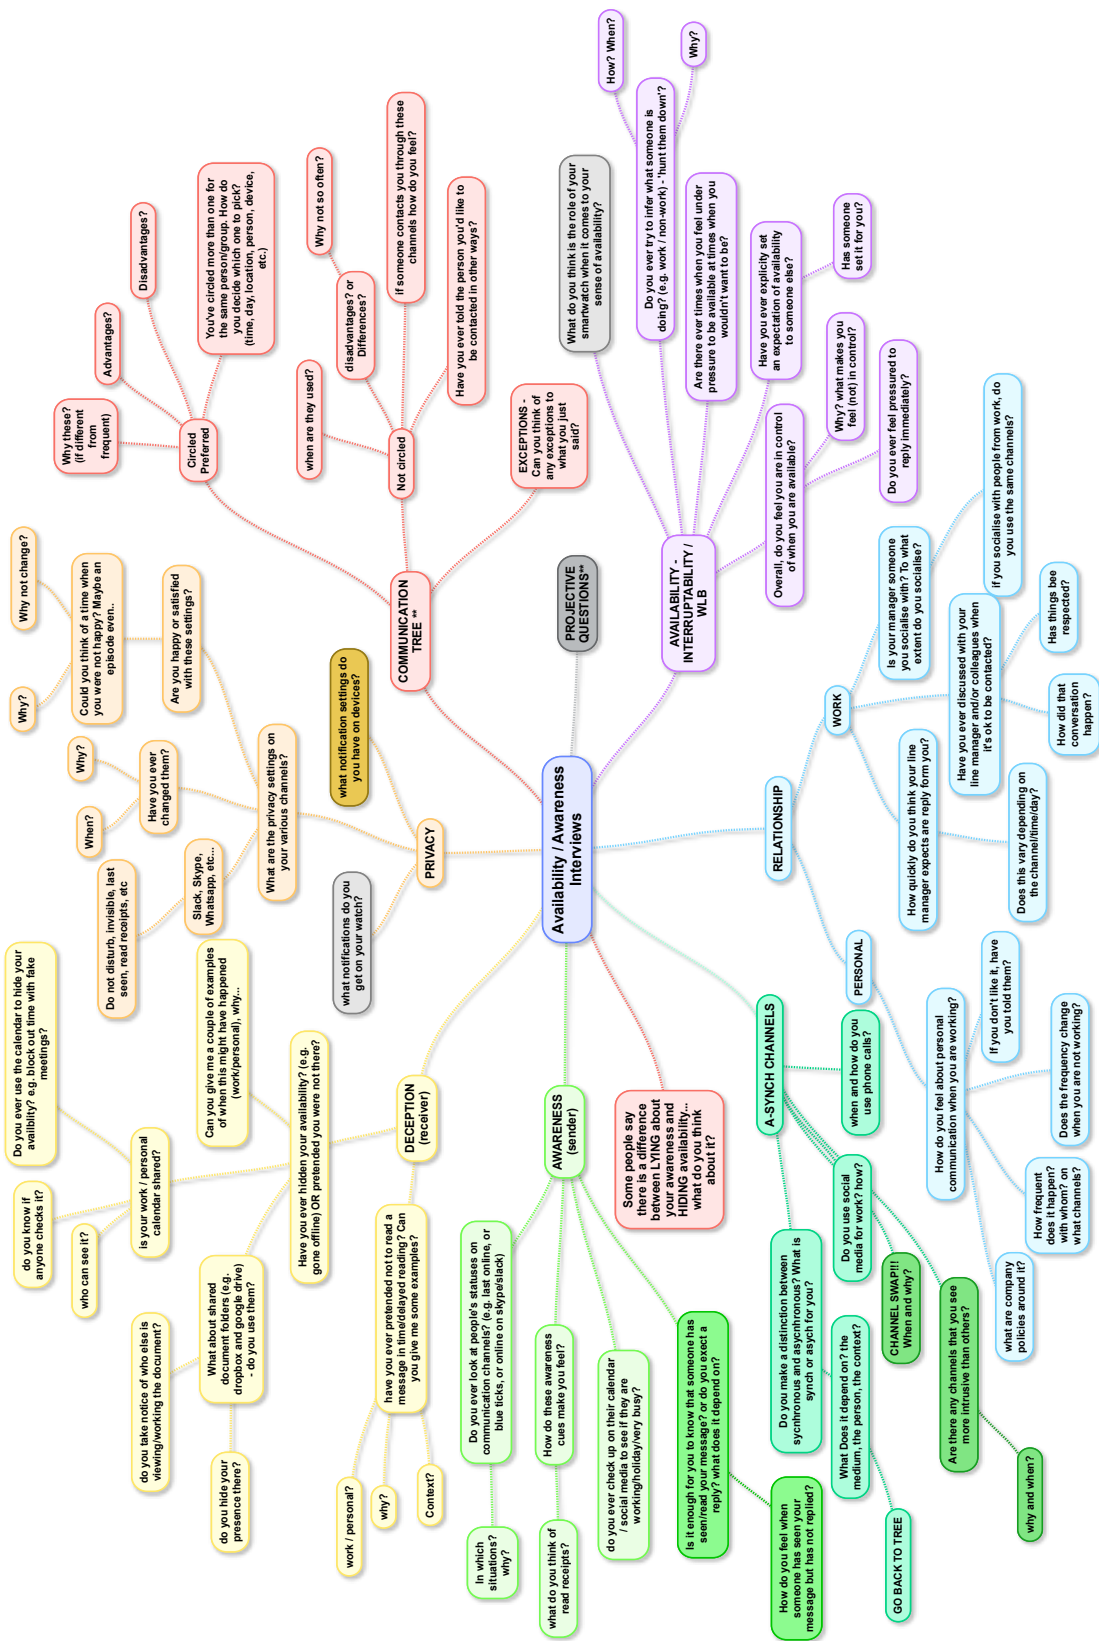 Availability / Awareness
Interviews
COMMUNICATION
TREE **
Circled
Preferred
Why these?
(if different
from
frequent)
Advantages?
Disadvantages?
You've circled more than one for
the same person/group. How do
you decide which one to pick?
(time, day, location, person, device,
etc.)
Not circled
when are they used?
disadvantages? or
Differences?
Why not so often?
if someone contacts you through these
channels how do you feel?
Have you ever told the person you'd like to
be contacted in other ways?
EXCEPTIONS -
Can you think of
any exceptions to
what you just
said?
PROJECTIVE
QUESTIONS**
AVAILABILITY -
INTERRUPTABILITY /
WLB
What do you think is the role of your
smartwatch when it comes to your
sense of availability?
Do you ever try to infer what someone is
doing? (e.g. work / non-work) - 'hunt them down'?
How? When?
Why?
Are there ever times when you feel under
pressure to be available at times when you
wouldn't want to be?
Have you ever explicity set
an expectation of availability
to someone else?
Has someone
set it for you?
Overall, do you feel you are in control
of when you are available?
Why? what makes you
feel (not) in control?
Do you ever feel pressured to
reply immediately?
RELATIONSHIP
WORK
Is your manager someone
you socialise with? To what
extent do you socialise?
if you socialise with people from work, do
you use the same channels?
Have you ever discussed with your
line manager and/or colleagues when
it's ok to be contacted?
Has things bee
respected?
How did that
conversation
happen?
How quickly do you think your line
manager expects are reply form you?
Does this vary depending on
the channel/time/day?
PERSONAL
How do you feel about personal
communication when you are working?
If you don't like it, have
you told them?
Does the frequency change
when you are not working?
How frequent
does it happen?
with whom? on
what channels?
what are company
policies around it?
A-SYNCH CHANNELS
when and how do you
use phone calls?
Do you use social
media for work? how?
CHANNEL SWAP!!!
When and why?
Are there any channels that you see
more intrusive than others?
why and when?
Do you make a distinction between
sycnhronous and asycnhronous? What is
synch or asych for you?
What Does it depend on? the
medium, the person, the context?
GO BACK TO TREE
Some people say
there is a difference
between LYING about
your awareness and
HIDING availability...
what do you think
about it?
AWARENESS
(sender)
Do you ever look at people's statuses on
communication channels? (e.g. last online, or
blue ticks, or online on skype/slack)
In which
situations?
why?
How do these awareness
cues make you feel?
what do you think of
read receipts?
do you ever check up on their calendar
/ social media to see if they are
working/holiday/very busy?
Is it enough for you to know that someone has
seen/read your message? or do you exect a
reply? what does it depend on?
How do you feel when
someone has seen your
message but has not replied?
DECEPTION
(receiver)
Have you ever hidden your availability? (e.g.
gone offline) OR pretended you were not there?
Can you give me a couple of examples
of when this might have happened
(work/personal), why...
is your work / personal
calendar shared?
Do you ever use the calendar to hide your
availbility? e.g. block out time with fake
meetings?
do you know if
anyone checks it?
who can see it?
What about shared
document folders (e.g.
dropbox and google drive)
- do you use them?
do you take notice of who else is
viewing/working the document?
do you hide your
presence there?
have you ever pretended not to read a
message in time/delayed reading? Can
you give me some examples?
work / personal?
why?
Context?
PRIVACY
what notification settings do
you have on devices?
what notifications do you
get on your watch?
What are the privacy settings on
your various channels?
Are you happy or satisfied
with these settings?
Could you think of a time when
you were not happy? Maybe an
episode even..
Why not change?
Why?
Have you ever
changed them?
Why?
When?
Slack, Skype,
Whatsapp, etc...
Do not disturb, invisible, last
seen, read receipts, etc